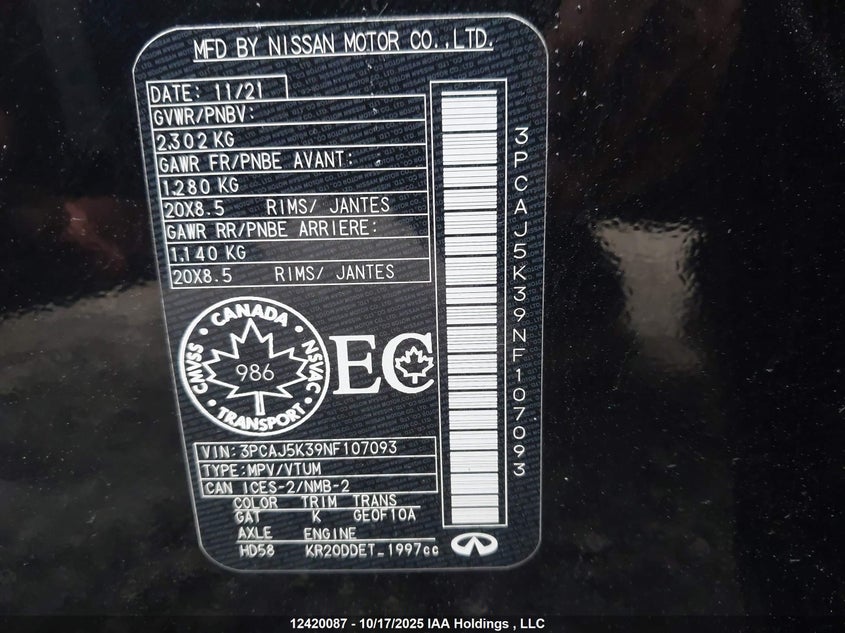 MFD BY NISSAN MOTOR CO.,LTD.
DATE: 11/21
GVWR/PNBV:
2,302 KG
GAWR FR/PNBE AVANT:
1280 KG
20X8.5 RIMS/ JANTES
GAWR RR/PNBE ARRIERE:
1,140 KG
20X8.5 RIMS/ JANTES
3PCAJ5K39NF107093
CANADA
CMVSS
986
NSVAC
TRANSPORT
EC
VIN:3PCAJ5K39NF107093
TYPE:MPV/VTUM
CAN ICES-2/NMB-2
COLOR TRIM TRANS
GAT K GE0F10A
AXLE ENGINE
HD58 KR20DDET_1997cc
12420087 - 10/17/2025 IAA Holdings , LLC